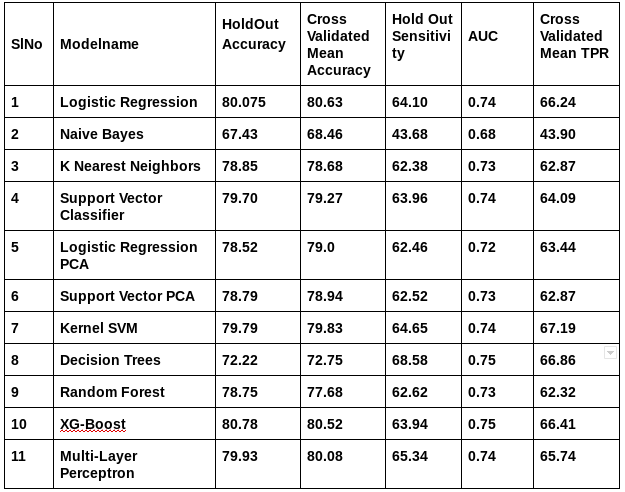 SlNo Modelname HoldOut Accuracy Cross Validated Mean Accuracy Hold Out Sensitivi ty AUC Cross Validated Mean TPR
1 Logistic Regression 80.075 80.63 64.10 0.74 66.24
2 Naive Bayes 67.43 68.46 43.68 0.68 43.90
3 K Nearest Neighbors 78.85 78.68 62.38 0.73 62.87
4 Support Vector Classifier 79.70 79.27 63.96 0.74 64.09
5 Logistic Regression PCA 78.52 79.0 62.46 0.72 63.44
6 Support Vector PCA 78.79 78.94 62.52 0.73 62.87
7 Kernel SVM 79.79 79.83 64.65 0.74 67.19
8 Decision Trees 72.22 72.75 68.58 0.75 66.86
9 Random Forest 78.75 77.68 62.62 0.73 62.32
10 XG-Boost 80.78 80.52 63.94 0.75 66.41
11 Multi-Layer Perceptron 79.93 80.08 65.34 0.74 65.74